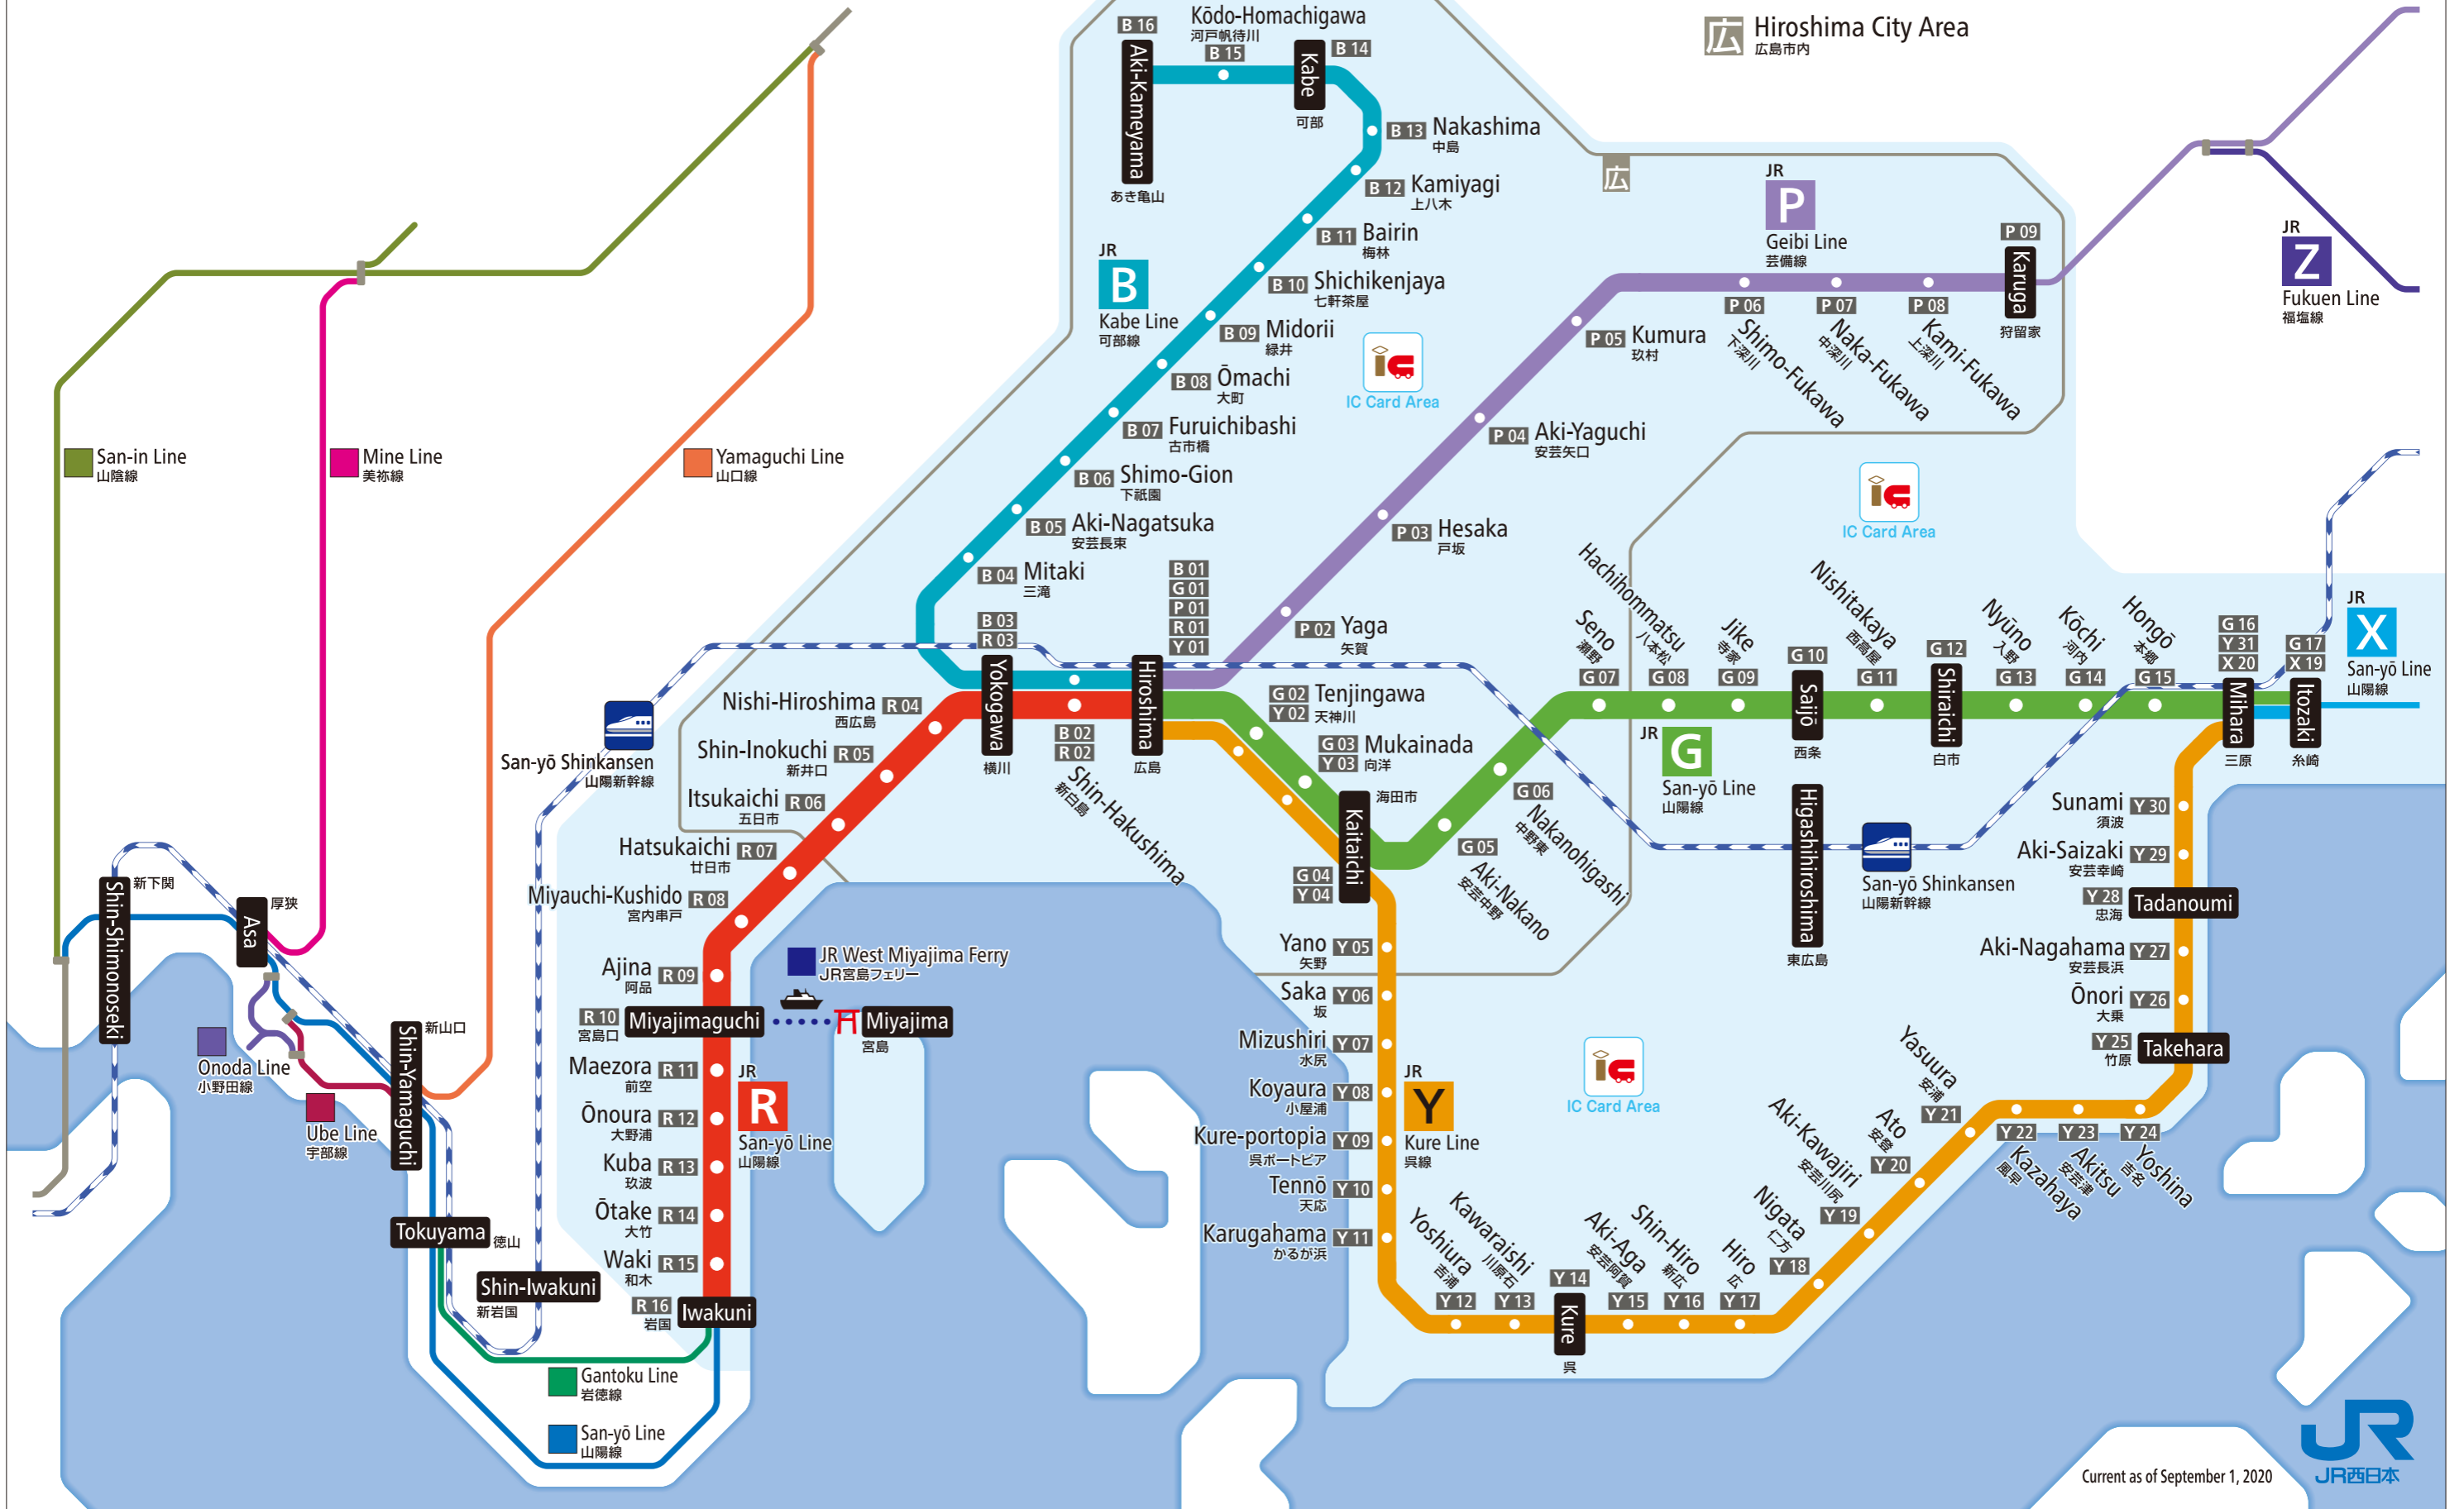 広
Hiroshima City Area
広島市内
B 16
Aki-Kameyama
あき亀山
Kōdo-Homachigawa
河戸帆待川
B 15
Kabe
B 14
可部
B 13 Nakashima
中島
B 12 Kamiyagi
上八木
B 11 Bairin
梅林
B 10 Shichikenjaya
七軒茶屋
B 09 Midorii
緑井
B 08 Ōmachi
大町
B 07 Furuichibashi
古市橋
B 06 Shimo-Gion
下祇園
B 05 Aki-Nagatsuka
安芸長束
B 04 Mitaki
三滝
JR
B
Kabe Line
可部線
IC Card Area
広
JR
P
Geibi Line
芸備線
P 09
Karuga
狩留家
P 08
Kami-Fukawa
上深川
P 07
Naka-Fukawa
中深川
P 06
Shimo-Fukawa
下深川
P 05 Kumura
玖村
P 04 Aki-Yaguchi
安芸矢口
P 03 Hesaka
戸坂
P 02 Yaga
矢賀
JR
Z
Fukuen Line
福塩線
San-in Line
山陰線
Mine Line
美祢線
Yamaguchi Line
山口線
IC Card Area
B 03
R 03
Yokogawa
横川
B 01
G 01
P 01
R 01
Y 01
Hiroshima
広島
B 02
R 02
Shin-Hakushima
新白島
G 02
Y 02
Tenjingawa
天神川
G 03
Y 03
Mukainada
向洋
Kaitaichi
海田市
G 04
Y 04
G 05
Aki-Nakano
安芸中野
G 06
Nakanohigashi
中野東
Seno
瀬野
G 07
Hachihommatsu
八本松
G 08
Jike
寺家
G 09
G 10
Saijō
西条
Nishitakaya
西高屋
G 11
G 12
Shiraichi
白市
Nyūno
入野
G 13
Kōchi
河内
G 14
Hongō
本郷
G 15
G 16
Y 31
X 20
Mihara
三原
G 17
X 19
Itozaki
糸崎
JR
X
San-yō Line
山陽線
JR
G
San-yō Line
山陽線
Higashihiroshima
東広島
San-yō Shinkansen
山陽新幹線
San-yō Shinkansen
山陽新幹線
Nishi-Hiroshima R 04
西広島
Shin-Inokuchi R 05
新井口
Itsukaichi R 06
五日市
Hatsukaichi R 07
廿日市
Miyauchi-Kushido R 08
宮内串戸
Ajina R 09
阿品
R 10 Miyajimaguchi
宮島口
JR West Miyajima Ferry
JR宮島フェリー
Miyajima
宮島
Maezora R 11
前空
Ōnoura R 12
大野浦
Kuba R 13
玖波
Ōtake R 14
大竹
Waki R 15
和木
R 16 Iwakuni
岩国
JR
R
San-yō Line
山陽線
Shin-Shimonoseki
新下関
Asa
厚狭
Onoda Line
小野田線
Ube Line
宇部線
Shin-Yamaguchi
新山口
Tokuyama
徳山
Shin-Iwakuni
新岩国
Gantoku Line
岩徳線
San-yō Line
山陽線
Yano Y 05
矢野
Saka Y 06
坂
Mizushiri Y 07
水尻
Koyaura Y 08
小屋浦
Kure-portopia Y 09
呉ポートピア
Tennō Y 10
天応
Karugahama Y 11
かるが浜
JR
Y
Kure Line
呉線
IC Card Area
Yoshiura
吉浦
Y 12
Kawaraishi
川原石
Y 13
Y 14
Kure
呉
Aki-Aga
安芸阿賀
Y 15
Shin-Hiro
新広
Y 16
Hiro
広
Y 17
Nigata
仁方
Y 18
Aki-Kawajiri
安芸川尻
Y 19
Ato
安登
Y 20
Yasuura
安浦
Y 21
Y 22
Kazahaya
風早
Y 23
Akitsu
安芸津
Y 24
Yoshina
吉名
Y 25 Takehara
竹原
Ōnori Y 26
大乗
Aki-Nagahama Y 27
安芸長浜
Y 28 Tadanoumi
忠海
Aki-Saizaki Y 29
安芸幸崎
Sunami Y 30
須波
Current as of September 1, 2020
JR
JR西日本